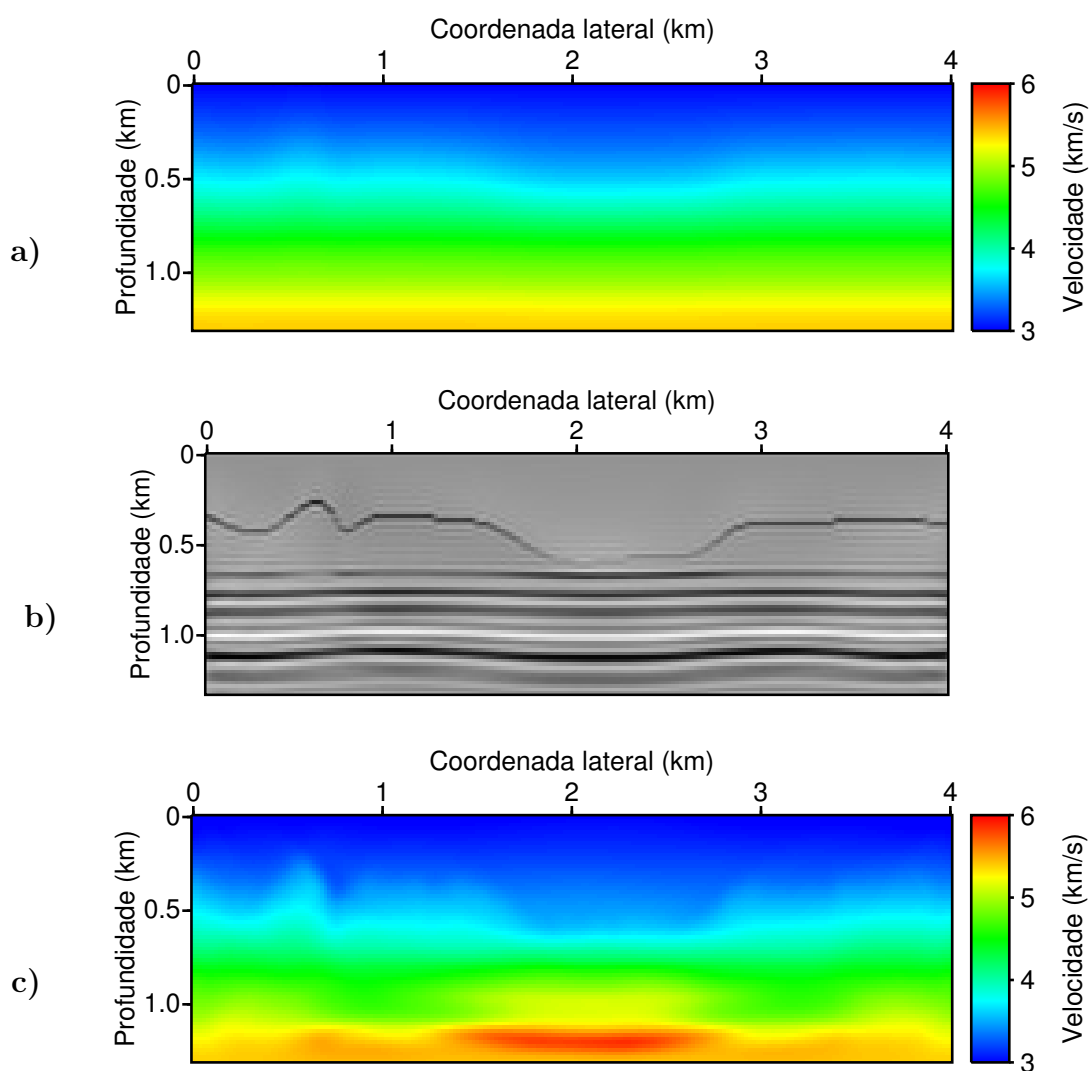 Coordenada lateral (km)
0 1 2 3 4
0
0.5
1.0
Profundidade (km)
a)
6
5
4
3
Velocidade (km/s)
Coordenada lateral (km)
0 1 2 3 4
0
0.5
1.0
Profundidade (km)
b)
Coordenada lateral (km)
0 1 2 3 4
0
0.5
1.0
Profundidade (km)
c)
6
5
4
3
Velocidade (km/s)